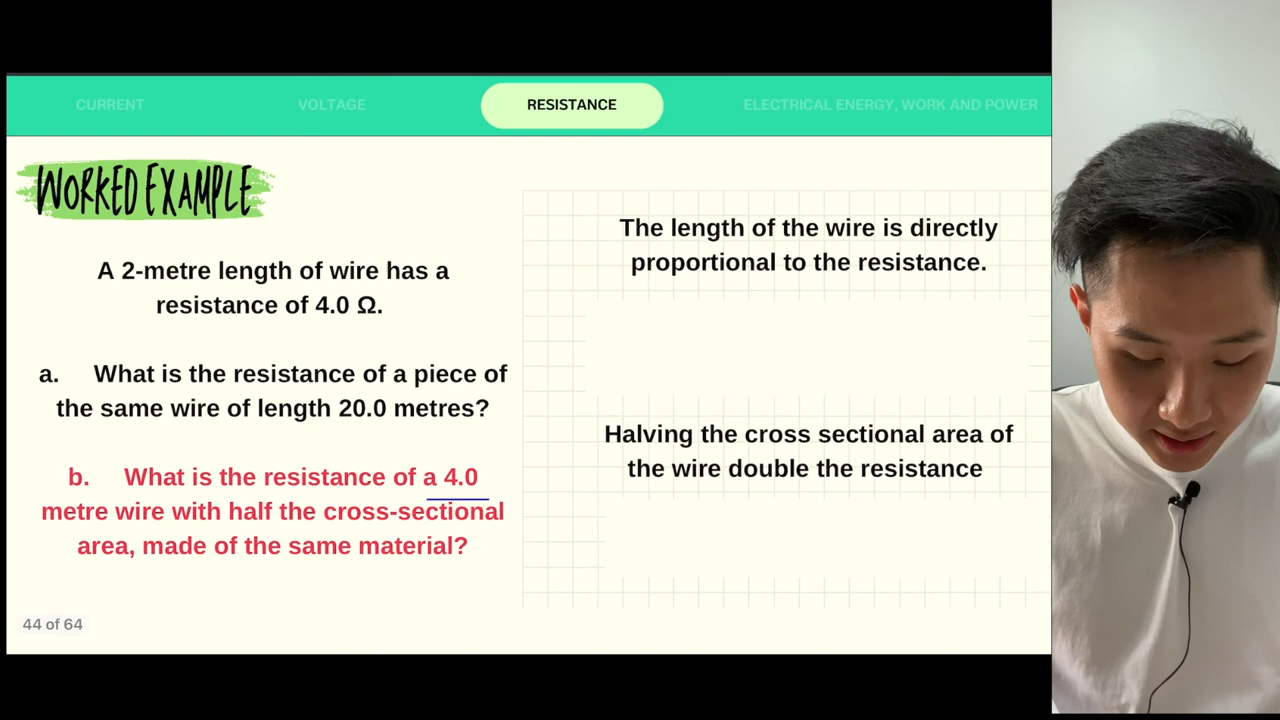 CURRENT
VOLTAGE
RESISTANCE
ELECTRICAL ENERGY, WORK AND POWER
WORKED EXAMPLE
A 2-metre length of wire has a
resistance of 4.0 Ω.
a. What is the resistance of a piece of
the same wire of length 20.0 metres?
b. What is the resistance of a 4.0
metre wire with half the cross-sectional
area, made of the same material?
The length of the wire is directly
proportional to the resistance.
Halving the cross sectional area of
the wire double the resistance
44 of 64